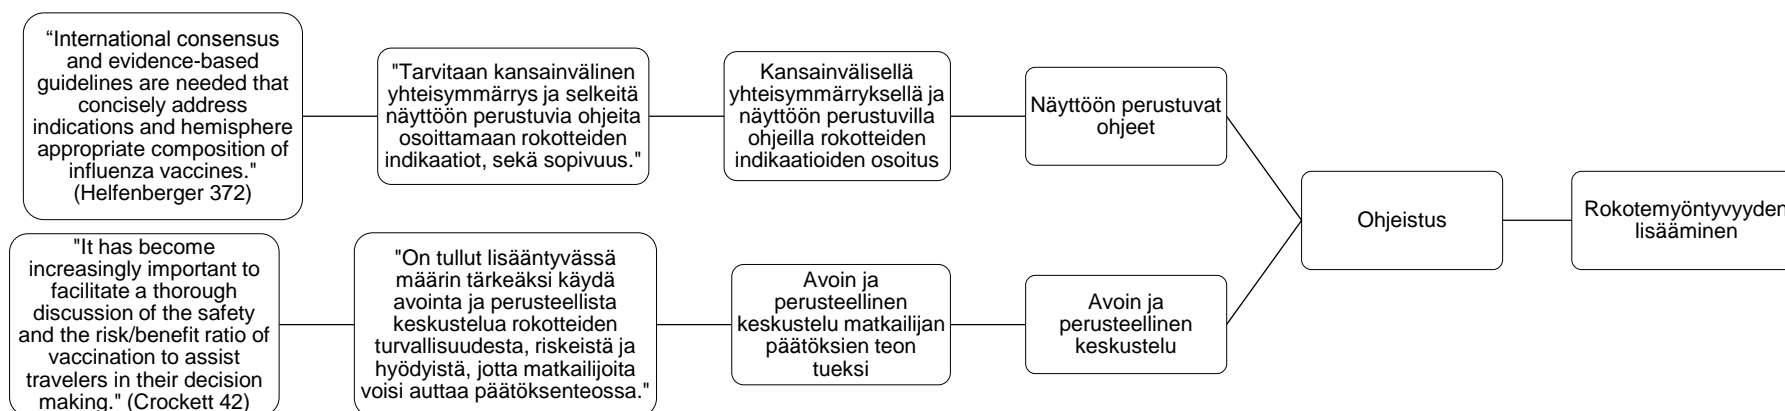 “International consensus
and evidence-based
guidelines are needed that
concisely address
indications and hemisphere
appropriate composition of
influenza vaccines."
(Helfenberger 372)
"Tarvitaan kansainvälinen
yhteisymmärrys ja selkeitä
näyttöön perustuvia ohjeita
osoittamaan rokotteiden
indikaatiot, sekä sopivuus."
Kansainvälisellä
yhteisymmärryksellä ja
näyttöön perustuvilla
ohjeilla rokotteiden
indikaatioiden osoitus
Näyttöön perustuvat
ohjeet
"It has become
increasingly important to
facilitate a thorough
discussion of the safety
and the risk/benefit ratio of
vaccination to assist
travelers in their decision
making." (Crockett 42)
"On tullut lisääntyvässä
määrin tärkeäksi käydä
avointa ja perusteellista
keskustelua rokotteiden
turvallisuudesta, riskeistä ja
hyödyistä, jotta matkailijoita
voisi auttaa päätöksenteossa."
Avoin ja
perusteellinen
keskustelu matkailijan
päätöksien teon
tueksi
Avoin ja
perusteellinen
keskustelu
Ohjeistus
Rokotemyöntyvyyden
lisääminen